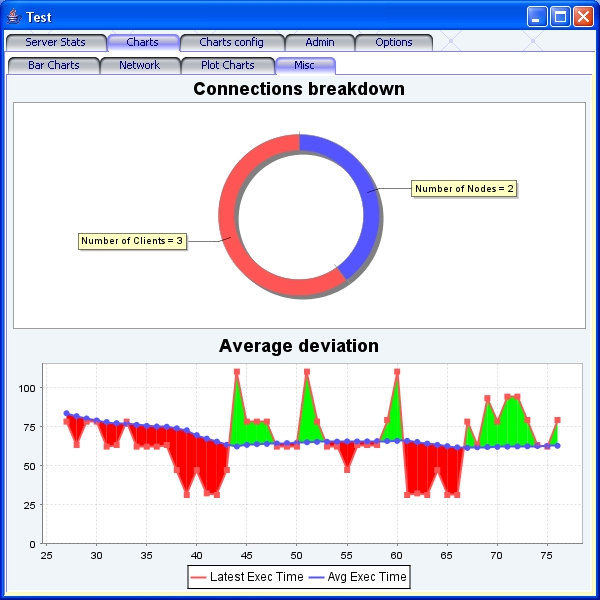 Test
Server Stats Charts Charts config Admin Options
Bar Charts Network Plot Charts Misc
Connections breakdown
Number of Nodes = 2
Number of Clients = 3
Average deviation
100
75
50
25
0
25 30 35 40 45 50 55 60 65 70 75
Latest Exec Time Avg Exec Time